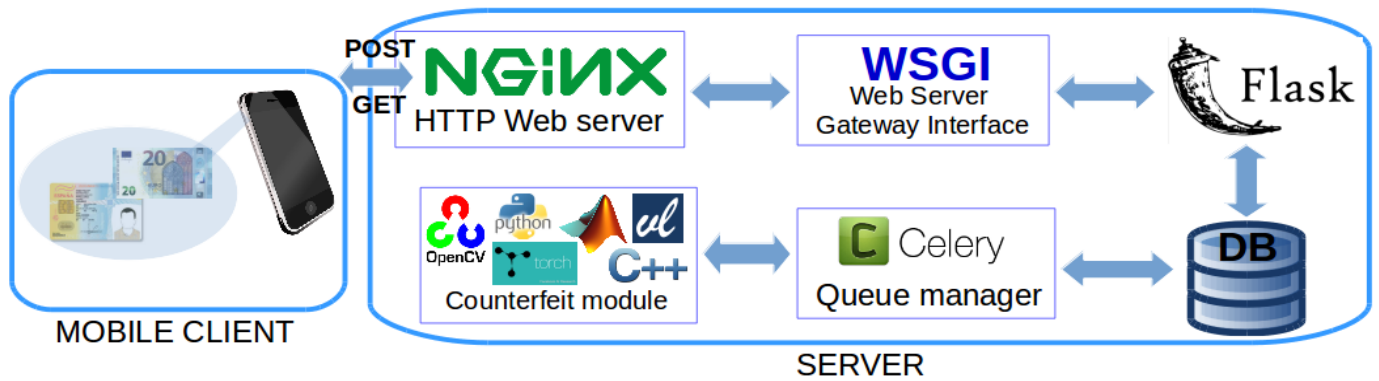 POST
GET
NGiNX
HTTP Web server
WSGI
Web Server
Gateway Interface
Flask
20
20
MOBILE CLIENT
OpenCV
python
vl
torch
C++
Counterfeit module
C Celery
Queue manager
DB
SERVER